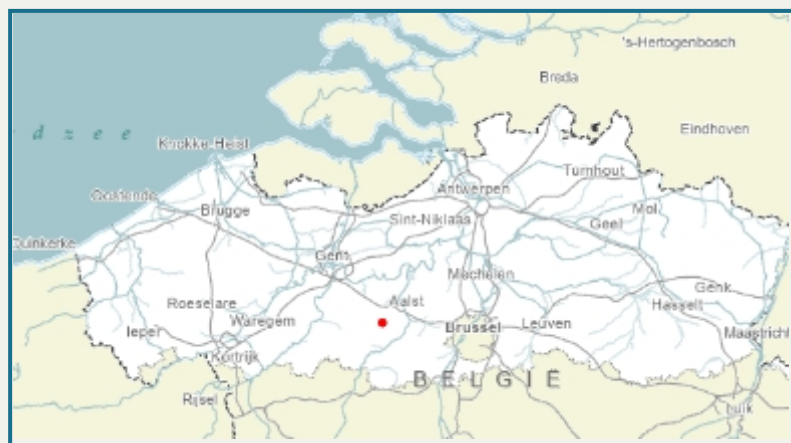 's-Hertogenbosch
Breda
d z e e
Eindhoven
Knokke-Heist
Turnhout
Antwerpen
Oostende
Mol
Brugge
Sint-Niklaas
Geel
Duinkerke
Gent
Mechelen
Genk
Roeselare
Aalst
Hasselt
Ieper
Waregem
Brussel
Leuven
Maastricht
Kortrijk
BELGIË
Rijsel
Luik